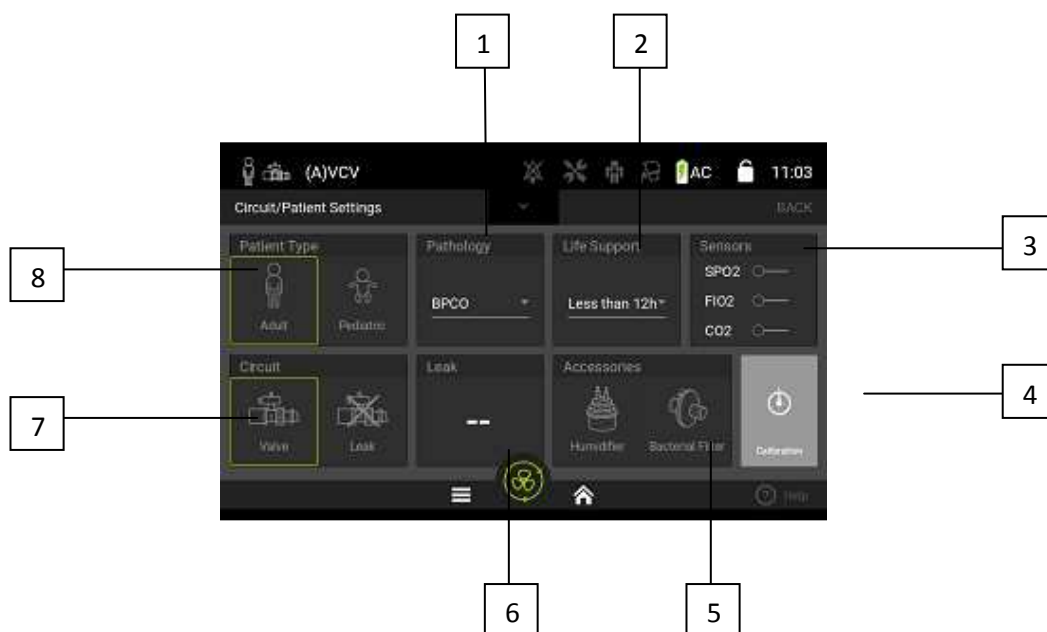 1
2
(A)VCV
AC
11:03
Circuit/Patient Settings
BACK
Patient Type
Pathology
Life Support
Sensors
3
8
SPO2
BPCO
Less than 12h
FIO2
Adult
Pediatric
CO2
Circuit
Leak
Accessories
4
7
--
Valve
Leak
Humidifier
Bacterial Filter
Calibration
? Help
6
5